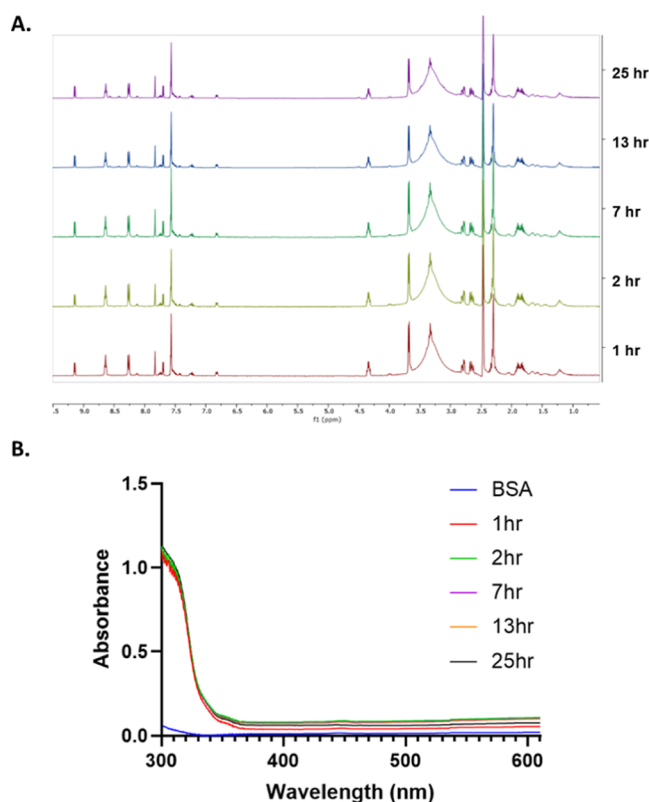 A.
25 hr
13 hr
7 hr
2 hr
1 hr
9.5 9.0 8.5 8.0 7.5 7.0 6.5 6.0 5.5 5.0 4.5 4.0 3.5 3.0 2.5 2.0 1.5 1.0
f1 (ppm)
B.
1.5
1.0
0.5
0.0
Absorbance
300 400 500 600
Wavelength (nm)
BSA
1hr
2hr
7hr
13hr
25hr